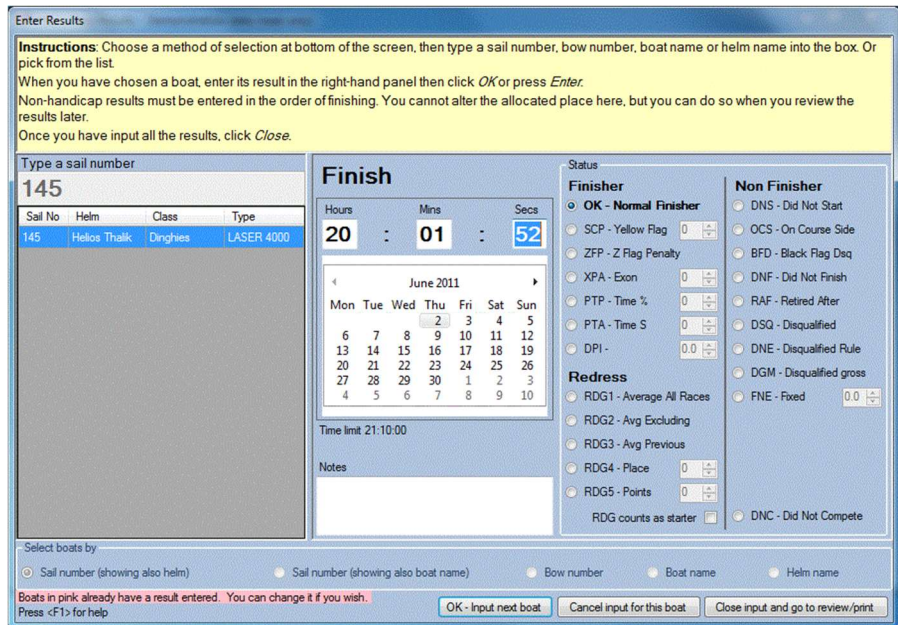 Enter Results
Instructions: Choose a method of selection at bottom of the screen, then type a sail number, bow number, boat name or helm name into the box. Or
pick from the list.
When you have chosen a boat, enter its result in the right-hand panel then click OK or press Enter.
Non-handicap results must be entered in the order of finishing. You cannot alter the allocated place here, but you can do so when you review the
results later.
Once you have input all the results, click Close.
Type a sail number
145
Sail No Helm Class Type
145 Helios Thalik Dinghies LASER 4000
Finish
Hours Mins Secs
20 : 01 : 52
June 2011
Mon Tue Wed Thu Fri Sat Sun
2 3 4 5
6 7 8 9 10 11 12
13 14 15 16 17 18 19
20 21 22 23 24 25 26
27 28 29 30 1 2 3
4 5 6 7 8 9 10
Time limit 21:10:00
Notes
Status
Finisher
OK - Normal Finisher
SCP - Yellow Flag 0
ZFP - Z Flag Penalty
XPA - Exon 0
PTP - Time % 0
PTA - Time S 0
DPI - 0.0
Redress
RDG1 - Average All Races
RDG2 - Avg Excluding
RDG3 - Avg Previous
RDG4 - Place 0
RDG5 - Points 0
RDG counts as starter
Non Finisher
DNS - Did Not Start
OCS - On Course Side
BFD - Black Flag Dsq
DNF - Did Not Finish
RAF - Retired After
DSQ - Disqualified
DNE - Disqualified Rule
DGM - Disqualified gross
FNE - Fixed 0.0
DNC - Did Not Compete
Select boats by
Sail number (showing also helm) Sail number (showing also boat name) Bow number Boat name Helm name
Boats in pink already have a result entered. You can change it if you wish.
Press <F1> for help
OK - Input next boat Cancel input for this boat Close input and go to review/print